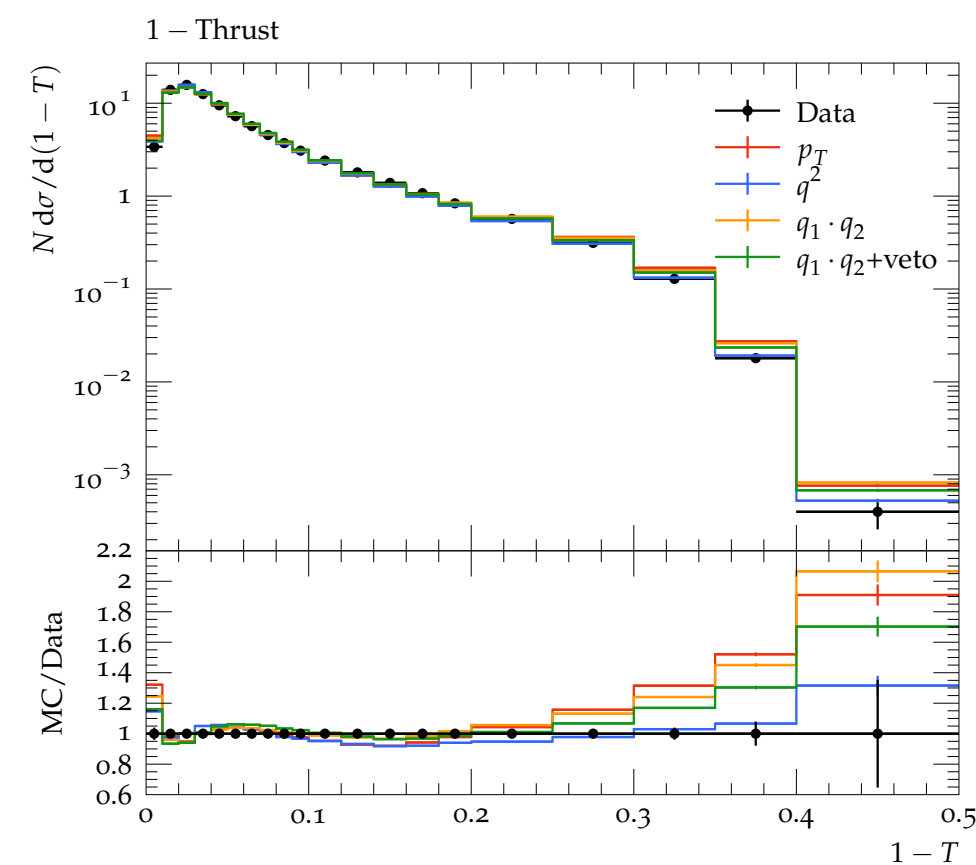 1 − Thrust
N dσ/d(1 − T)
10^1
1
10^−1
10^−2
10^−3
Data
p_T
q^2
q_1 · q_2
q_1 · q_2+veto
MC/Data
2.2
2
1.8
1.6
1.4
1.2
1
0.8
0.6
0 0.1 0.2 0.3 0.4 0.5
1 − T